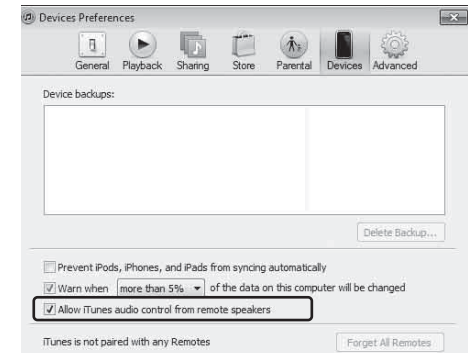 Devices Preferences
General Playback Sharing Store Parental Devices Advanced
Device backups:
Delete Backup...
Prevent iPods, iPhones, and iPads from syncing automatically
Warn when more than 5% of the data on this computer will be changed
Allow iTunes audio control from remote speakers
iTunes is not paired with any Remotes Forget All Remotes